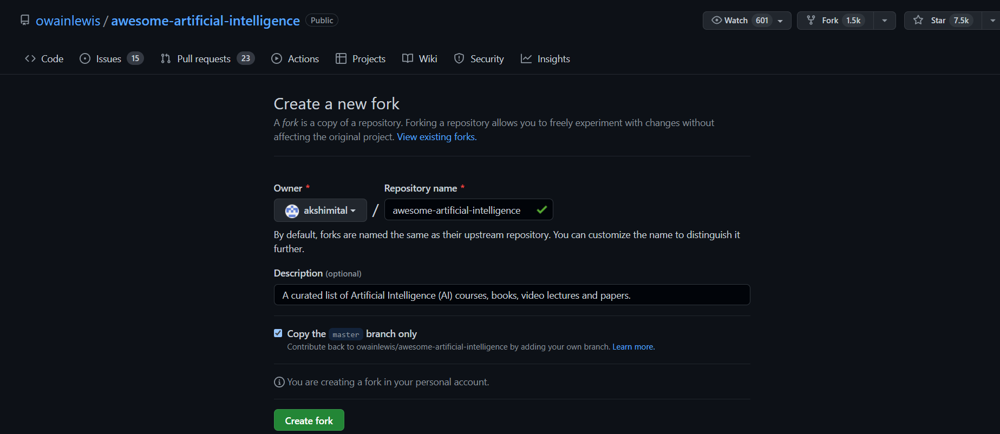 owainlewis / awesome-artificial-intelligence Public
Watch 601 Fork 1.5k Star 7.5k
Code Issues 15 Pull requests 23 Actions Projects Wiki Security Insights
Create a new fork
A fork is a copy of a repository. Forking a repository allows you to freely experiment with changes without
affecting the original project. View existing forks.
Owner * Repository name *
akshimital / awesome-artificial-intelligence
By default, forks are named the same as their upstream repository. You can customize the name to distinguish it
further.
Description (optional)
A curated list of Artificial Intelligence (AI) courses, books, video lectures and papers.
Copy the master branch only
Contribute back to owainlewis/awesome-artificial-intelligence by adding your own branch. Learn more.
You are creating a fork in your personal account.
Create fork